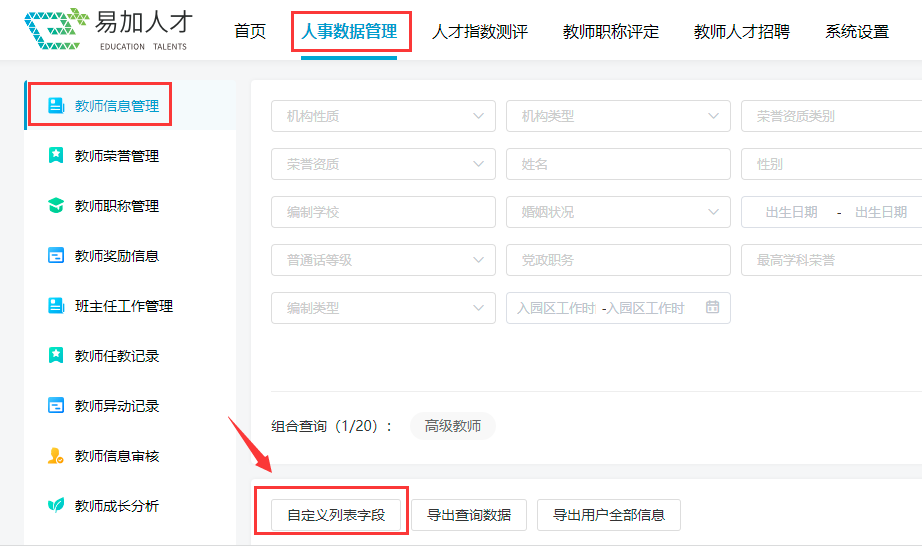 易加人才
EDUCATION TALENTS
首页 人事数据管理 人才指数测评 教师职称评定 教师人才招聘 系统设置
教师信息管理
教师荣誉管理
教师职称管理
教师奖励信息
班主任工作管理
教师任教记录
教师异动记录
教师信息审核
教师成长分析
机构性质 机构类型 荣誉资质类别
荣誉资质 姓名 性别
编制学校 婚姻状况 出生日期 - 出生日期
普通话等级 党政职务 最高学科荣誉
编制类型 入园区工作时 -入园区工作时
组合查询（1/20）： 高级教师
自定义列表字段 导出查询数据 导出用户全部信息